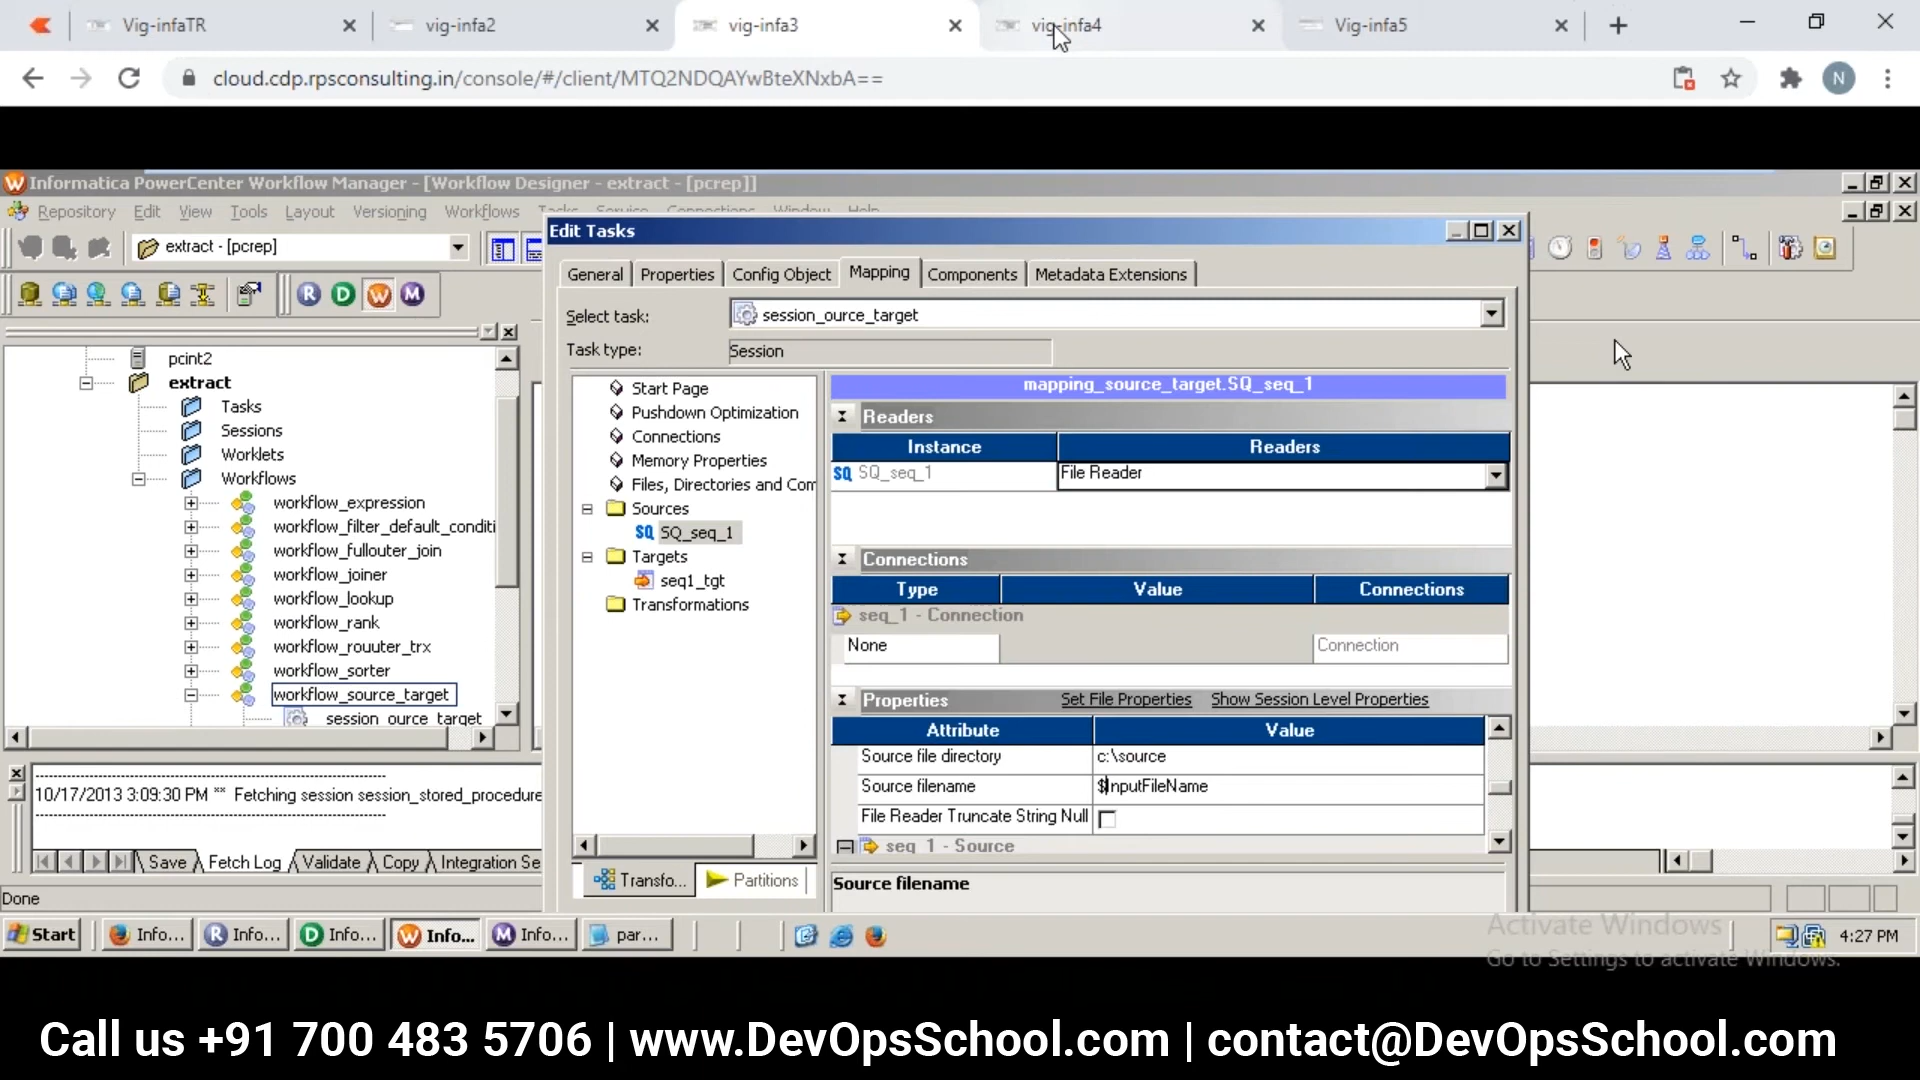 Vig-infaTR
vig-infa2
vig-infa3
vig-infa4
Vig-infa5
cloud.cdp.rpsconsulting.in/console/#/client/MTQ2NDQAYwBteXNxbA==
N
Informatica PowerCenter Workflow Manager - [Workflow Designer - extract - [pcrep]]
Repository Edit View Tools Layout Versioning Workflows Tasks Service Connections Window Help
extract - [pcrep]
R D W M
pcint2
extract
Tasks
Sessions
Worklets
Workflows
workflow_expression
workflow_filter_default_conditi
workflow_fullouter_join
workflow_joiner
workflow_lookup
workflow_rank
workflow_rouuter_trx
workflow_sorter
workflow_source_target
session_ource_target
Edit Tasks
General Properties Config Object Mapping Components Metadata Extensions
Select task: session_ource_target
Task type: Session
Start Page
Pushdown Optimization
Connections
Memory Properties
Files, Directories and Com
Sources
SQ SQ_seq_1
Targets
seq1_tgt
Transformations
Transfo... Partitions
mapping_source_target.SQ_seq_1
Readers
Instance Readers
SQ SQ_seq_1 File Reader
Connections
Type Value Connections
seq_1 - Connection
None Connection
Properties Set File Properties Show Session Level Properties
Attribute Value
Source file directory c:\source
Source filename $InputFileName
File Reader Truncate String Null
seq_1 - Source
Source filename
10/17/2013 3:09:30 PM ** Fetching session session_stored_procedure
Save Fetch Log Validate Copy Integration Se
Done
Activate Windows
Go to Settings to activate Windows.
Start Info... Info... Info... Info... Info... par... 4:27 PM
Call us +91 700 483 5706 | www.DevOpsSchool.com | contact@DevOpsSchool.com